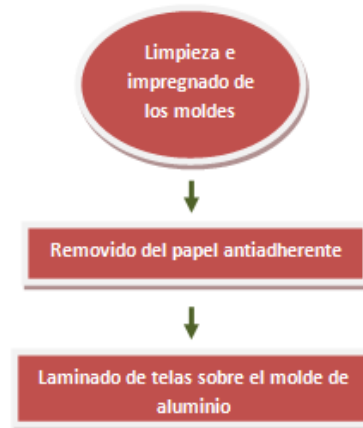 Limpieza e
impregnado de
los moldes
Removido del papel antiadherente
Laminado de telas sobre el molde de
aluminio